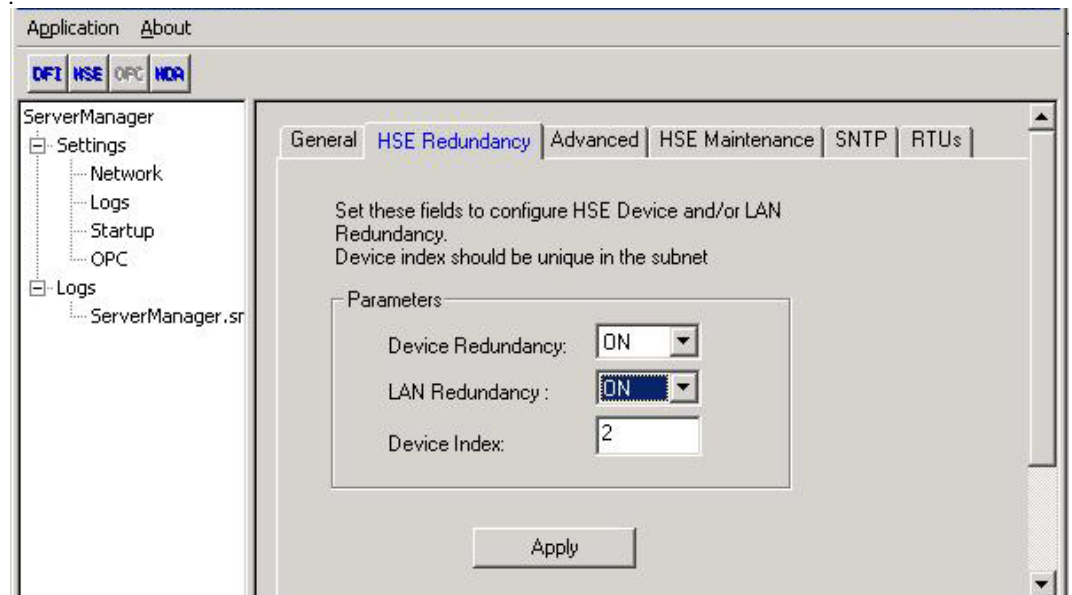 Application About
DFI HSE OPC NDA
ServerManager
Settings
Network
Logs
Startup
OPC
Logs
ServerManager.sr
General HSE Redundancy Advanced HSE Maintenance SNTP RTUs
Set these fields to configure HSE Device and/or LAN
Redundancy.
Device index should be unique in the subnet
Parameters
Device Redundancy: ON
LAN Redundancy : ON
Device Index: 2
Apply